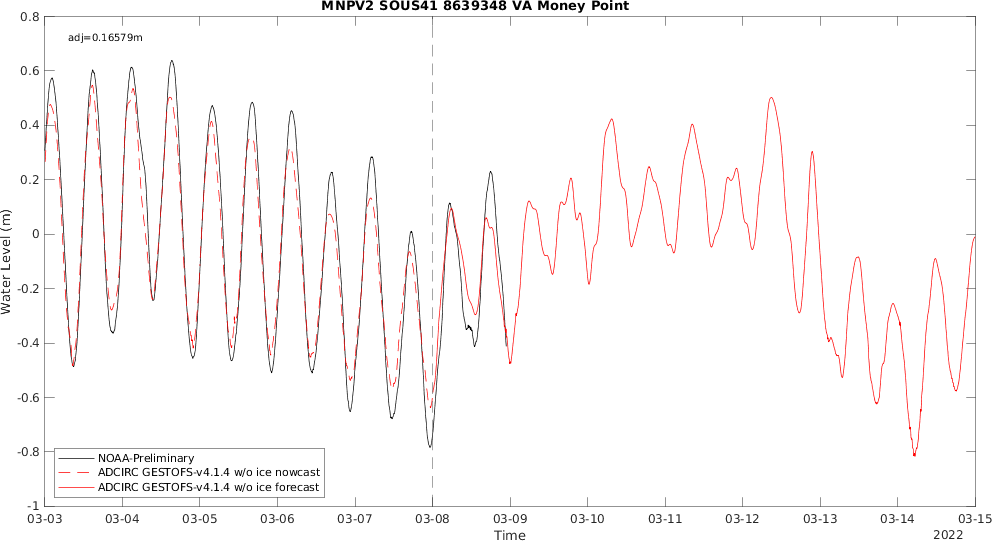 MNPV2 SOUS41 8639348 VA Money Point
adj=0.16579m
0.8
0.6
0.4
0.2
0
-0.2
-0.4
-0.6
-0.8
-1
Water Level (m)
NOAA-Preliminary
ADCIRC GESTOFS-v4.1.4 w/o ice nowcast
ADCIRC GESTOFS-v4.1.4 w/o ice forecast
03-03 03-04 03-05 03-06 03-07 03-08 03-09 03-10 03-11 03-12 03-13 03-14 03-15
Time
2022